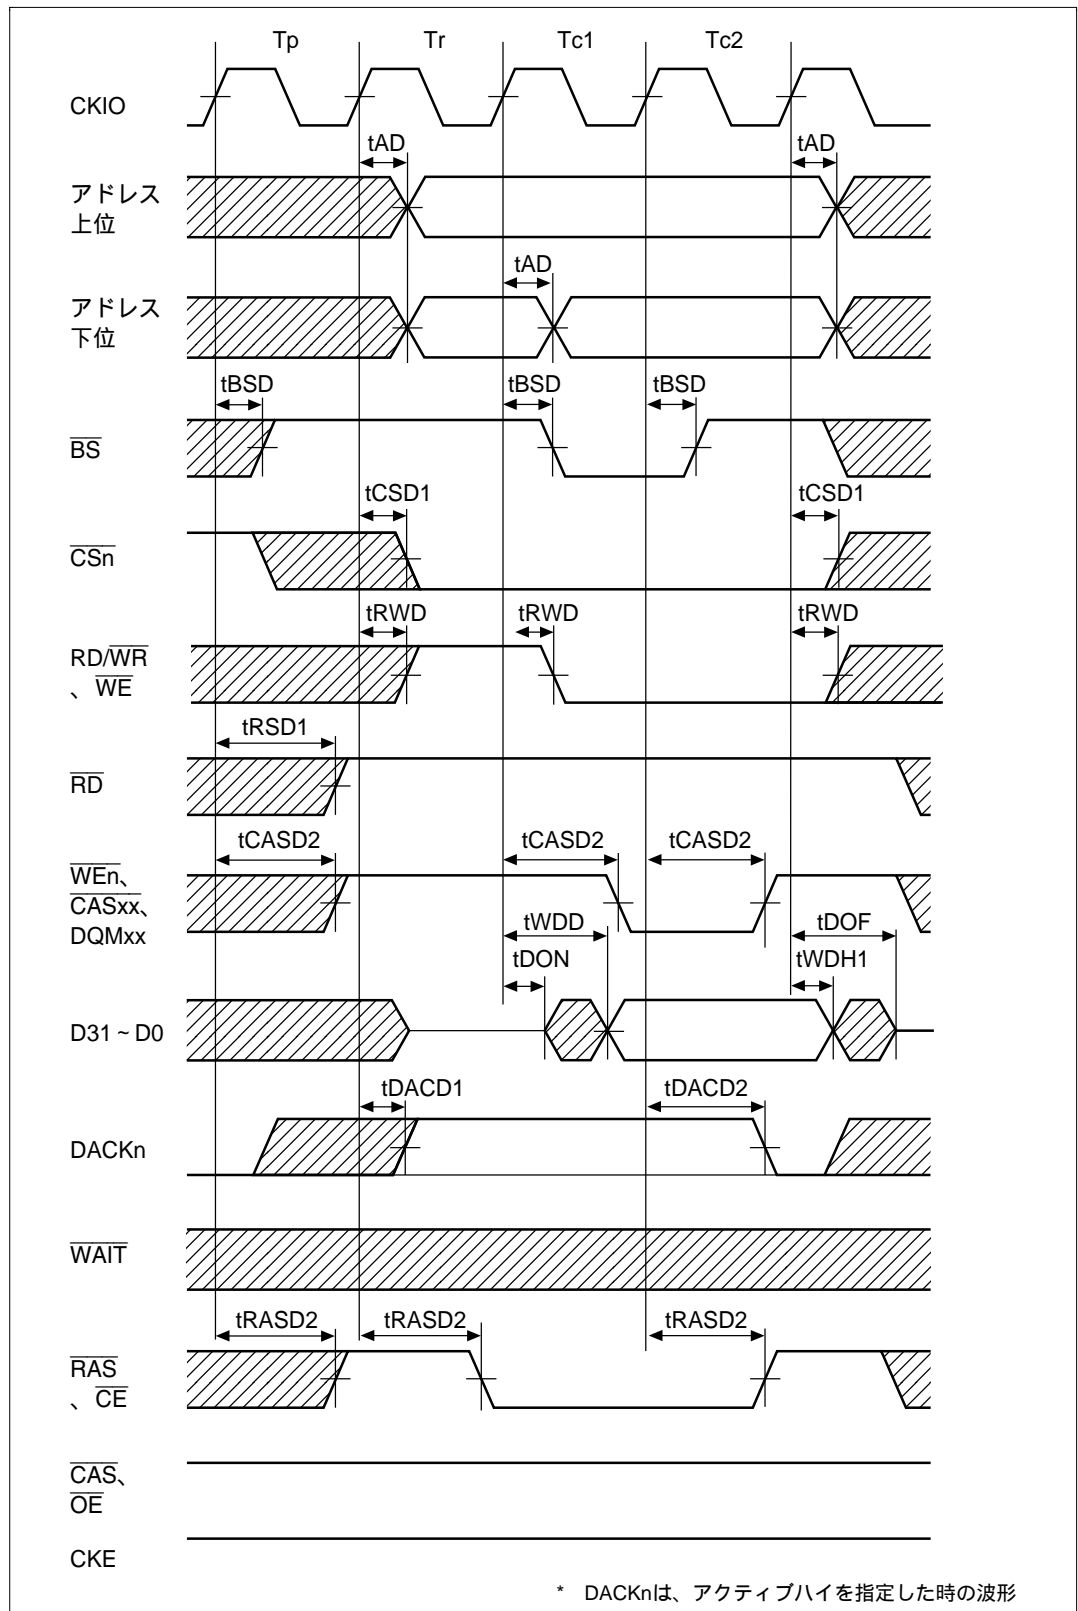 Tp Tr Tc1 Tc2
CKIO
tAD tAD
アドレス
上位
tAD
アドレス
下位
tBSD tBSD tBSD
BS
tCSD1 tCSD1
CSn
tRWD tRWD tRWD
RD/WR
、WE
tRSD1
RD
tCASD2 tCASD2 tCASD2
WEn、
CASxx、
DQMxx
tWDD tDOF
tDON tWDH1
D31 ~ D0
tDACD1 tDACD2
DACKn
WAIT
tRASD2 tRASD2 tRASD2
RAS
、CE
CAS、
OE
CKE
* DACKnは、アクティブハイを指定した時の波形